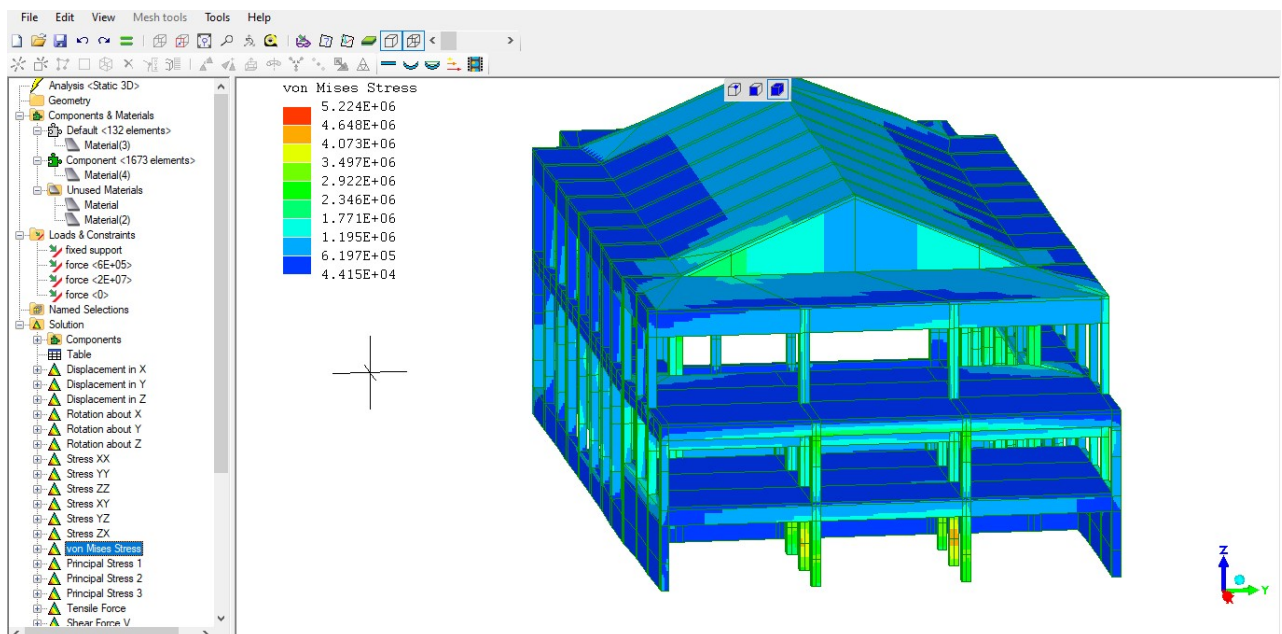 File Edit View Mesh tools Tools Help
Analysis <Static 3D>
Geometry
Components & Materials
Default <132 elements>
Material(3)
Component <1673 elements>
Material(4)
Unused Materials
Material
Material(2)
Loads & Constraints
fixed support
force <6E+05>
force <2E+07>
force <0>
Named Selections
Solution
Components
Table
Displacement in X
Displacement in Y
Displacement in Z
Rotation about X
Rotation about Y
Rotation about Z
Stress XX
Stress YY
Stress ZZ
Stress XY
Stress YZ
Stress ZX
von Mises Stress
Principal Stress 1
Principal Stress 2
Principal Stress 3
Tensile Force
Shear Force V
von Mises Stress
5.224E+06
4.648E+06
4.073E+06
3.497E+06
2.922E+06
2.346E+06
1.771E+06
1.195E+06
6.197E+05
4.415E+04
Z
Y